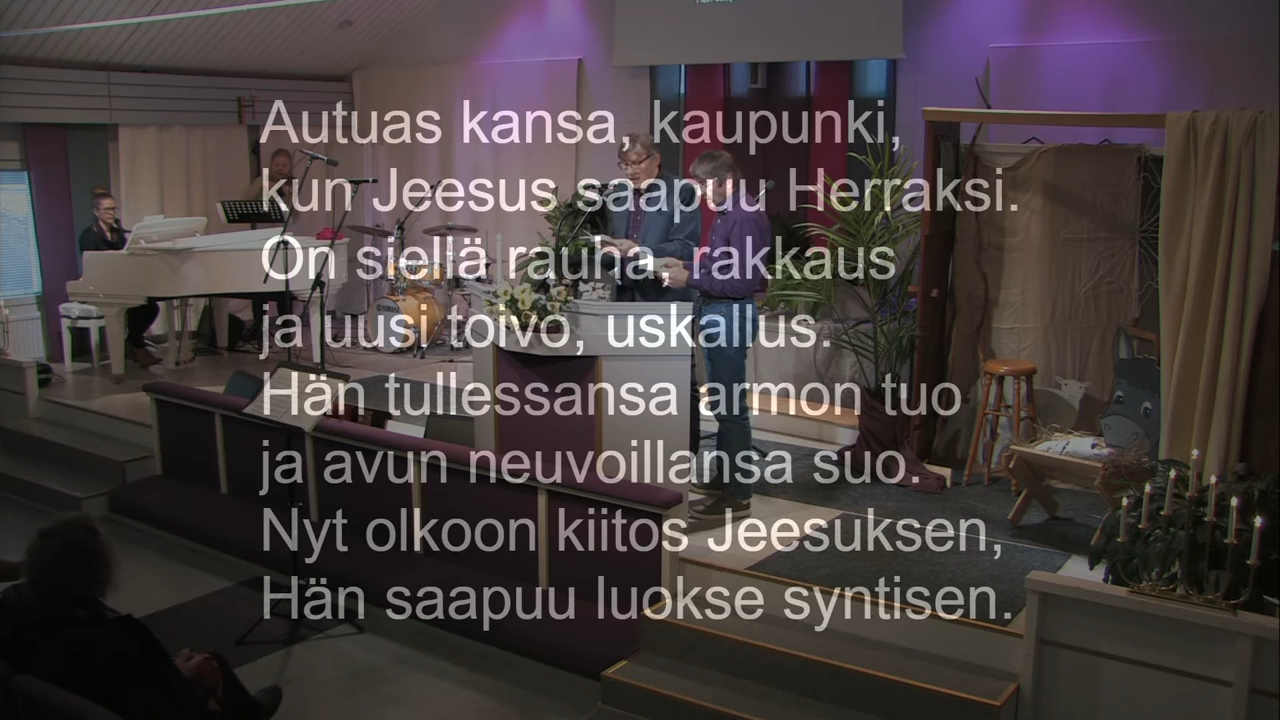 Autuas kansa, kaupunki,
kun Jeesus saapuu Herraksi.
On siellä rauha, rakkaus
ja uusi toivo, uskallus.
Hän tullessansa armon tuo
ja avun neuvoillansa suo.
Nyt olkoon kiitos Jeesuksen,
Hän saapuu luokse syntisen.